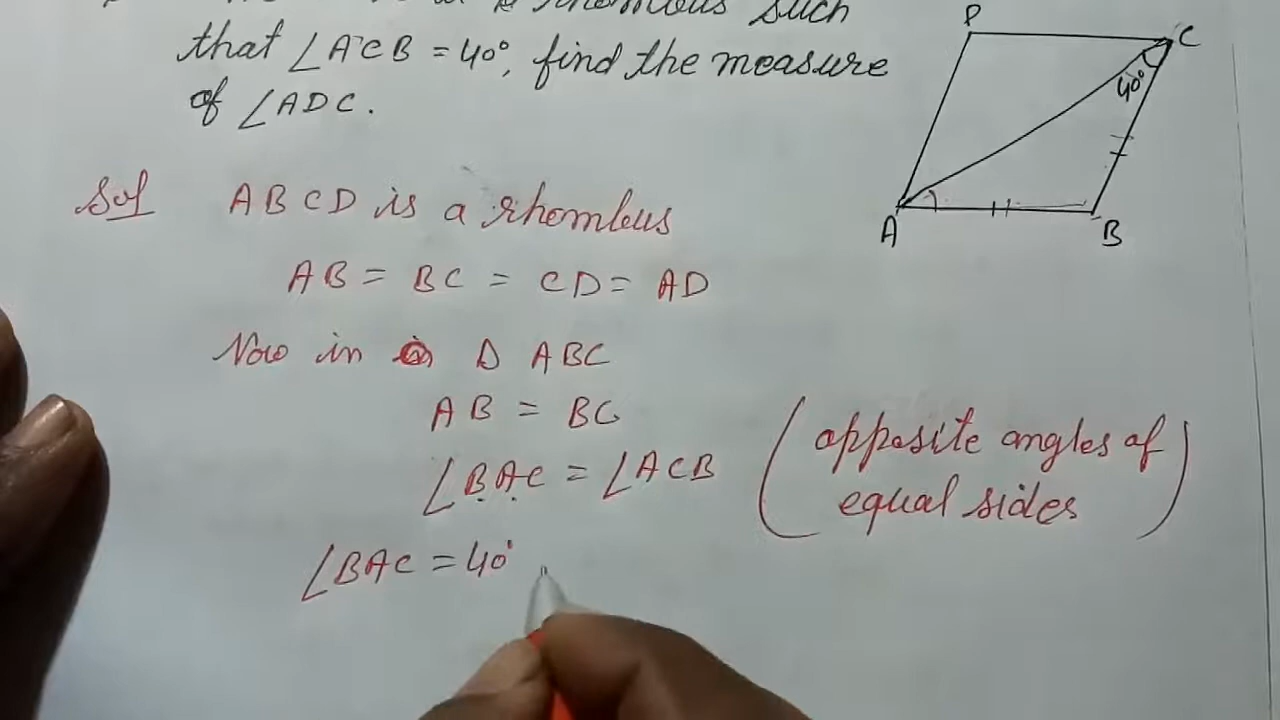 such
that ∠ACB = 40°, find the measure
of ∠ADC.
Sol ABCD is a rhombus
AB = BC = CD = AD
Now in Δ ABC
AB = BC
∠BAC = ∠ACB (opposite angles of
equal sides)
∠BAC = 40°
P
C
40°
A
B